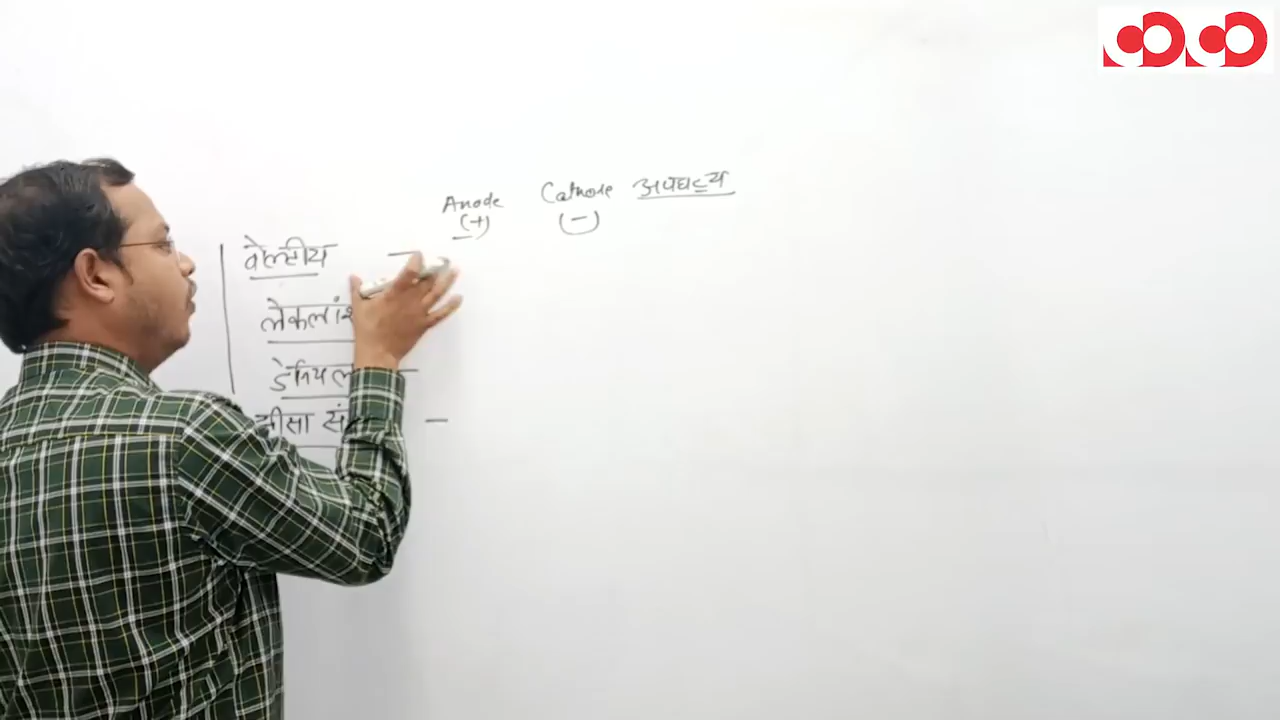 Anode Cathode अपघट्य
(+) (-)
वोल्टीय —
लेकलांश
डेनियल —
सीसा सं —